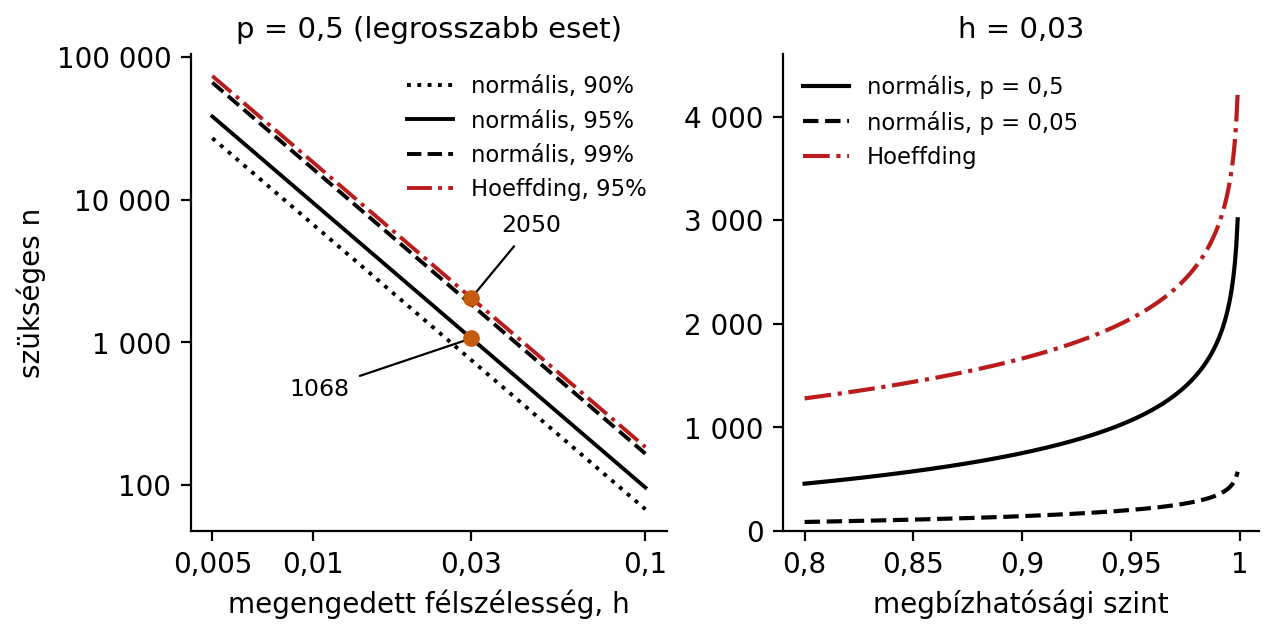 p = 0,5 (legrosszabb eset)
szükséges n
100 000
10 000
1 000
100
normális, 90%
normális, 95%
normális, 99%
Hoeffding, 95%
2050
1068
0,005 0,01 0,03 0,1
megengedett félszélesség, h
h = 0,03
4 000
3 000
2 000
1 000
0
normális, p = 0,5
normális, p = 0,05
Hoeffding
0,8 0,85 0,9 0,95 1
megbízhatósági szint